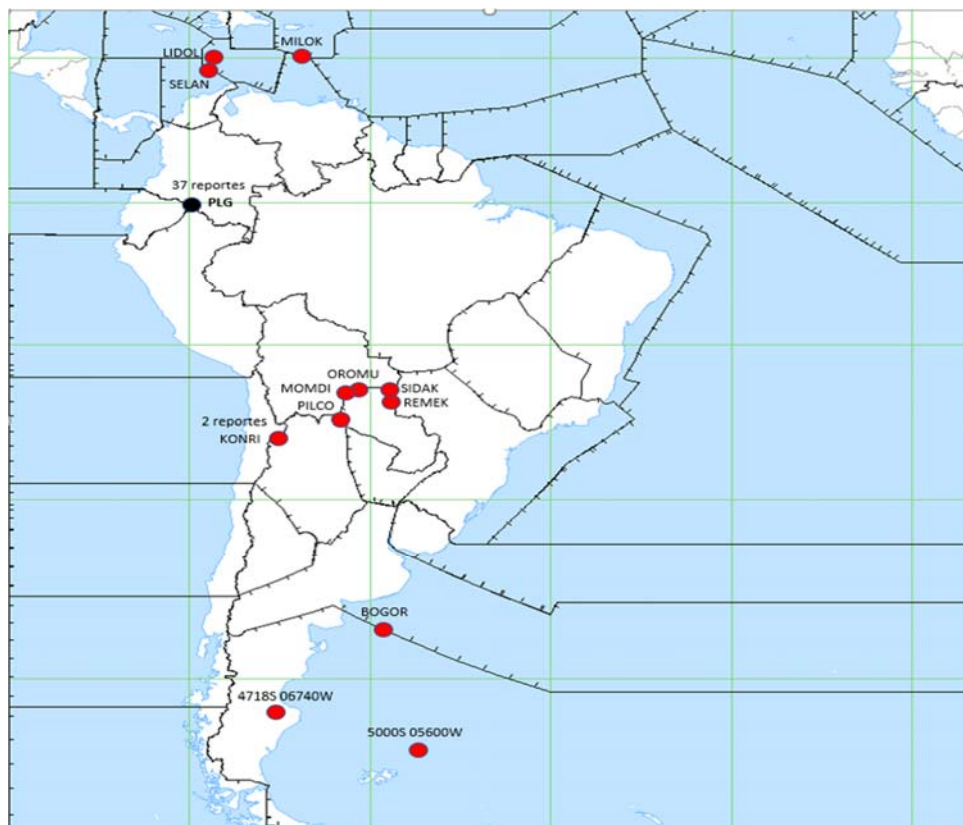 MILOK
LIDOL
SELAN
37 reportes
PLG
OROMU
MOMDI
SIDAK
PILCO
REMEK
2 reportes
KONRI
BOGOR
4718S 06740W
5000S 05600W